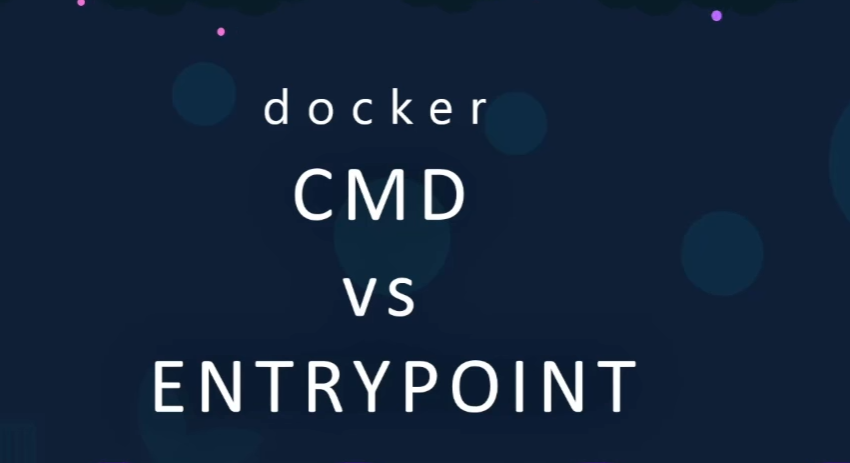 docker
CMD
vs
ENTRYPOINT